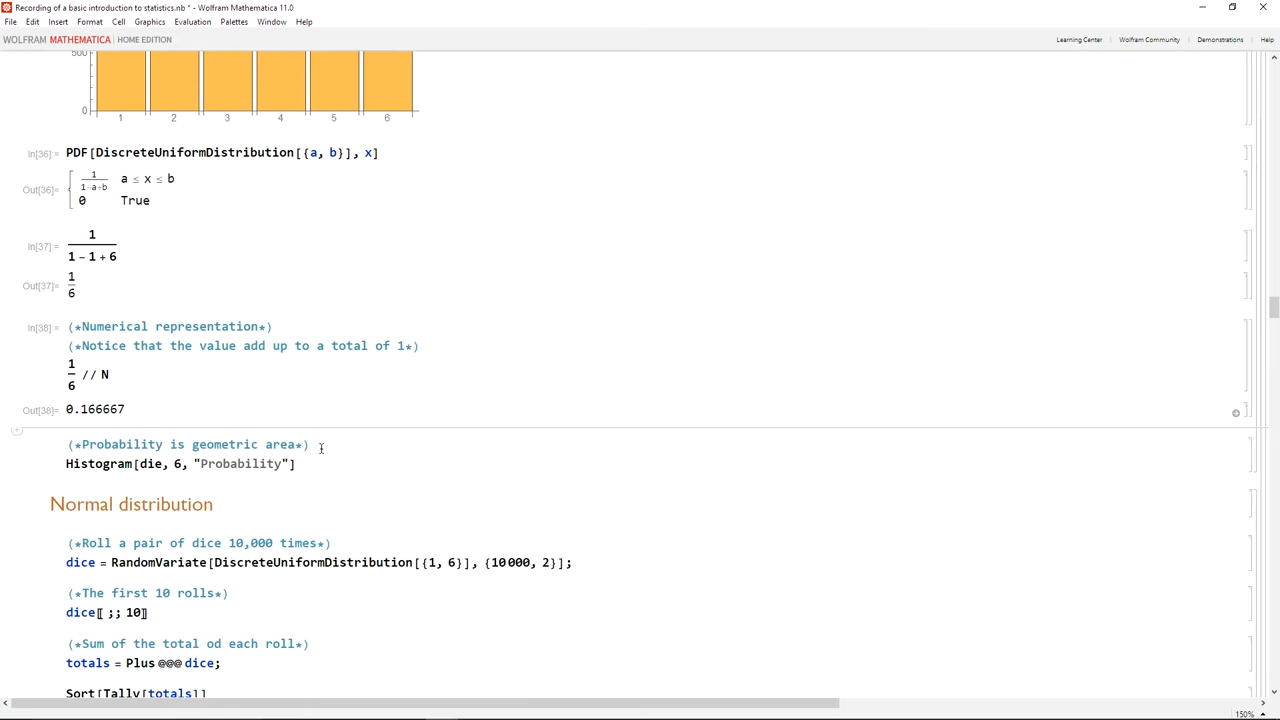 Recording of a basic introduction to statistics.nb * - Wolfram Mathematica 11.0
File Edit Insert Format Cell Graphics Evaluation Palettes Window Help
WOLFRAM MATHEMATICA | HOME EDITION
Learning Center Wolfram Community Demonstrations Help
500
0
1 2 3 4 5 6
In[36]:= PDF[DiscreteUniformDistribution[{a, b}], x]
1
a ≤ x ≤ b
Out[36]=
1-a+b
0 True
1
In[37]:=
1 - 1 + 6
1
Out[37]=
6
In[38]:= (*Numerical representation*)
(*Notice that the value add up to a total of 1*)
1
// N
6
Out[38]= 0.166667
(*Probability is geometric area*)
Histogram[die, 6, "Probability"]
Normal distribution
(*Roll a pair of dice 10,000 times*)
dice = RandomVariate[DiscreteUniformDistribution[{1, 6}], {10000, 2}];
(*The first 10 rolls*)
dice〚 ;; 10〛
(*Sum of the total od each roll*)
totals = Plus @@@ dice;
Sort[Tally[totals]]
150%